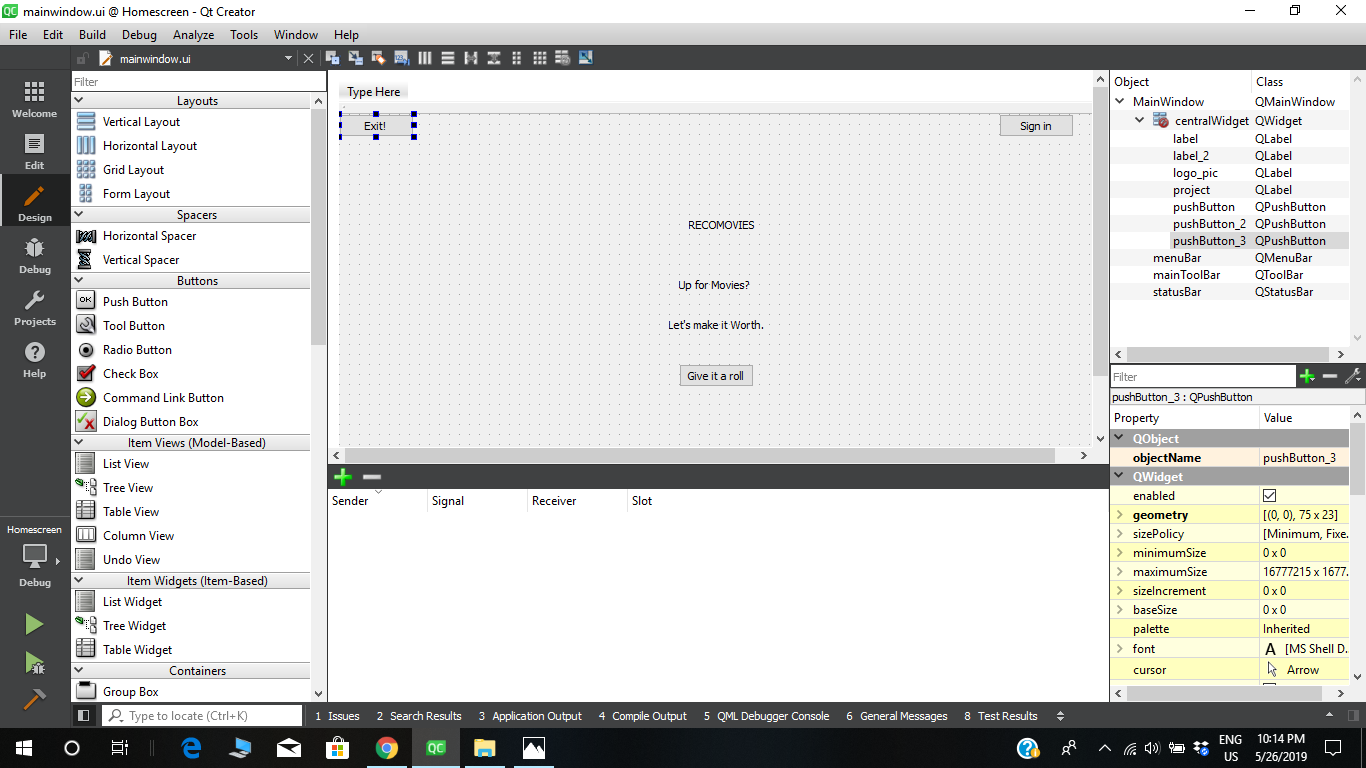 QC mainwindow.ui @ Homescreen - Qt Creator
File Edit Build Debug Analyze Tools Window Help
mainwindow.ui
Welcome
Edit
Design
Debug
Projects
Help
Homescreen
Debug
Filter
Layouts
Vertical Layout
Horizontal Layout
Grid Layout
Form Layout
Spacers
Horizontal Spacer
Vertical Spacer
Buttons
OK Push Button
Tool Button
Radio Button
Check Box
Command Link Button
Dialog Button Box
Item Views (Model-Based)
List View
Tree View
Table View
Column View
Undo View
Item Widgets (Item-Based)
List Widget
Tree Widget
Table Widget
Containers
Group Box
Type Here
Exit! Sign in
RECOMOVIES
Up for Movies?
Let's make it Worth.
Give it a roll
Sender Signal Receiver Slot
Object Class
MainWindow QMainWindow
centralWidget QWidget
label QLabel
label_2 QLabel
logo_pic QLabel
project QLabel
pushButton QPushButton
pushButton_2 QPushButton
pushButton_3 QPushButton
menuBar QMenuBar
mainToolBar QToolBar
statusBar QStatusBar
Filter
pushButton_3 : QPushButton
Property Value
QObject
objectName pushButton_3
QWidget
enabled
geometry [(0, 0), 75 x 23]
sizePolicy [Minimum, Fixe..
minimumSize 0 x 0
maximumSize 16777215 x 1677..
sizeIncrement 0 x 0
baseSize 0 x 0
palette Inherited
font A [MS Shell D..
cursor Arrow
Type to locate (Ctrl+K) 1 Issues 2 Search Results 3 Application Output 4 Compile Output 5 QML Debugger Console 6 General Messages 8 Test Results
QC ENG 10:14 PM
US 5/26/2019